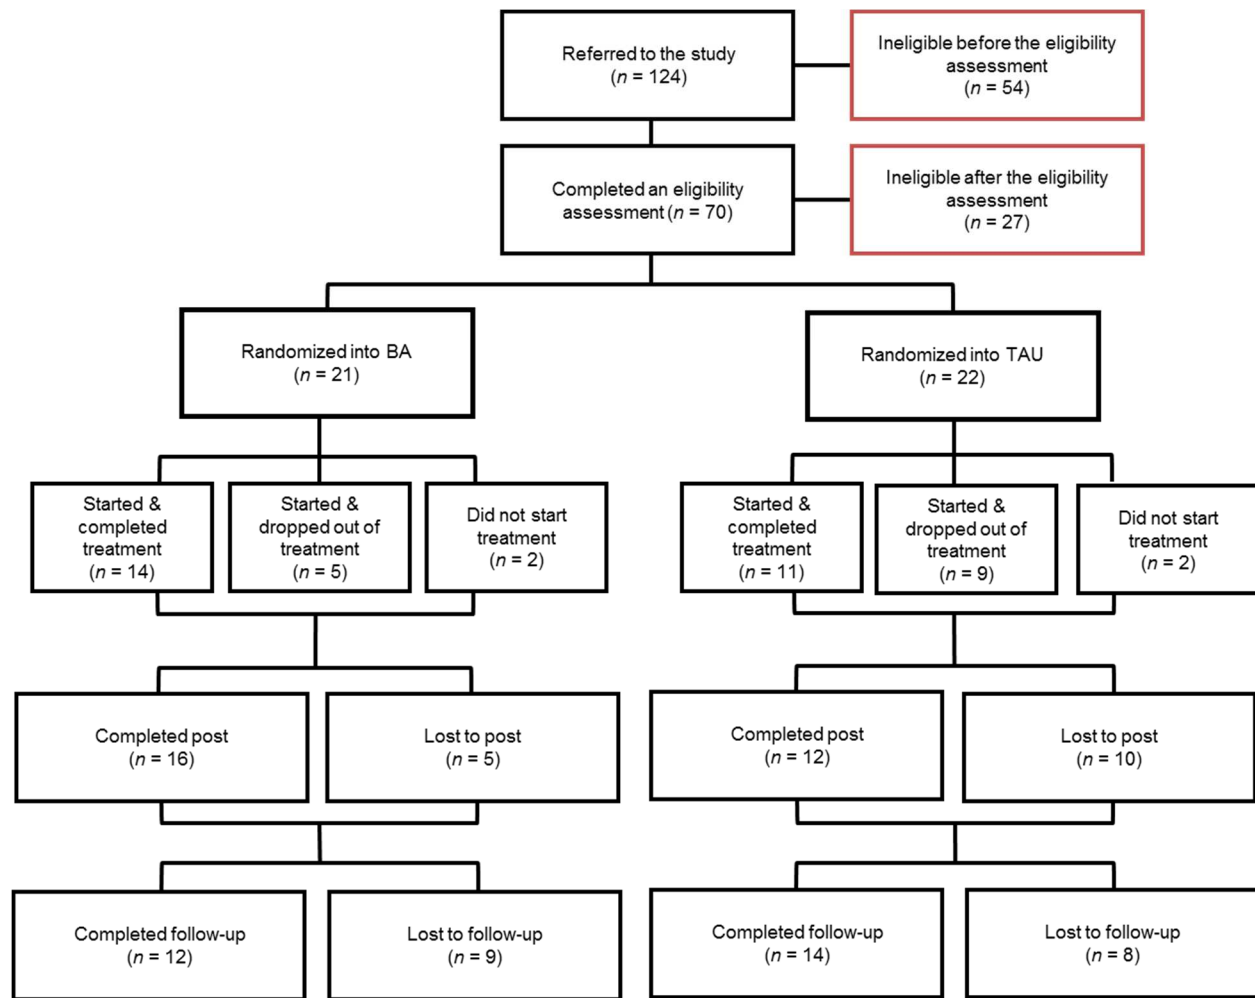 Referred to the study
(n = 124)
Ineligible before the eligibility
assessment
(n = 54)
Completed an eligibility
assessment (n = 70)
Ineligible after the eligibility
assessment
(n = 27)
Randomized into BA
(n = 21)
Randomized into TAU
(n = 22)
Started &
completed
treatment
(n = 14)
Started &
dropped out of
treatment
(n = 5)
Did not start
treatment
(n = 2)
Started &
completed
treatment
(n = 11)
Started &
dropped out of
treatment
(n = 9)
Did not start
treatment
(n = 2)
Completed post
(n = 16)
Lost to post
(n = 5)
Completed post
(n = 12)
Lost to post
(n = 10)
Completed follow-up
(n = 12)
Lost to follow-up
(n = 9)
Completed follow-up
(n = 14)
Lost to follow-up
(n = 8)